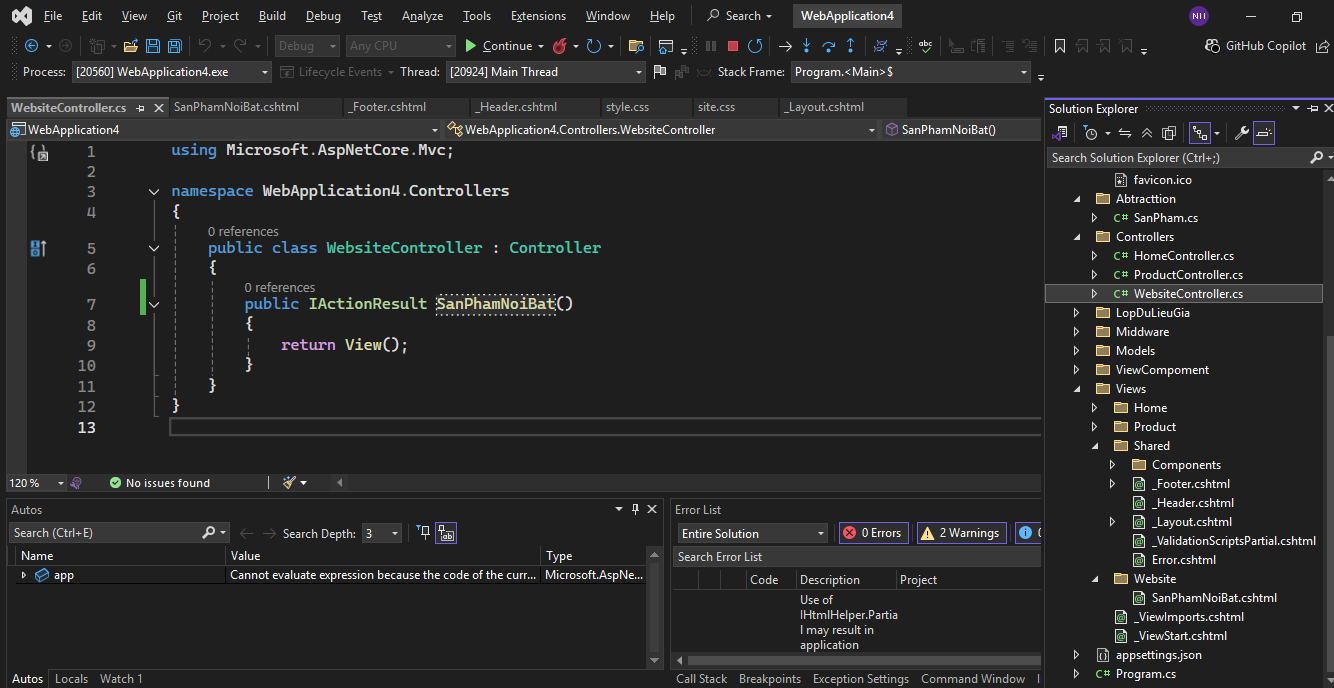 File Edit View Git Project Build Debug Test Analyze Tools Extensions Window Help Search WebApplication4 NH
Debug Any CPU Continue abc GitHub Copilot
Process: [20560] WebApplication4.exe Lifecycle Events Thread: [20924] Main Thread Stack Frame: Program.<Main>$
WebsiteController.cs SanPhamNoiBat.cshtml _Footer.cshtml _Header.cshtml style.css site.css _Layout.cshtml
WebApplication4 WebApplication4.Controllers.WebsiteController SanPhamNoiBat()
1 using Microsoft.AspNetCore.Mvc;
2
3 namespace WebApplication4.Controllers
4 {
0 references
5 public class WebsiteController : Controller
6 {
0 references
7 public IActionResult SanPhamNoiBat()
8 {
9 return View();
10 }
11 }
12 }
13
120 % No issues found
Autos
Search (Ctrl+E) Search Depth: 3
Name Value Type
app Cannot evaluate expression because the code of the curr... Microsoft.AspNe...
Autos Locals Watch 1
Error List
Entire Solution 0 Errors 2 Warnings
Search Error List
Code Description Project
Use of
IHtmlHelper.Partia
l may result in
application
Call Stack Breakpoints Exception Settings Command Window
Solution Explorer
Search Solution Explorer (Ctrl+;)
favicon.ico
Abtracttion
C# SanPham.cs
Controllers
C# HomeController.cs
C# ProductController.cs
C# WebsiteController.cs
LopDuLieuGia
Middware
Models
ViewCompoment
Views
Home
Product
Shared
Components
_Footer.cshtml
_Header.cshtml
_Layout.cshtml
_ValidationScriptsPartial.cshtml
Error.cshtml
Website
SanPhamNoiBat.cshtml
_ViewImports.cshtml
_ViewStart.cshtml
appsettings.json
C# Program.cs